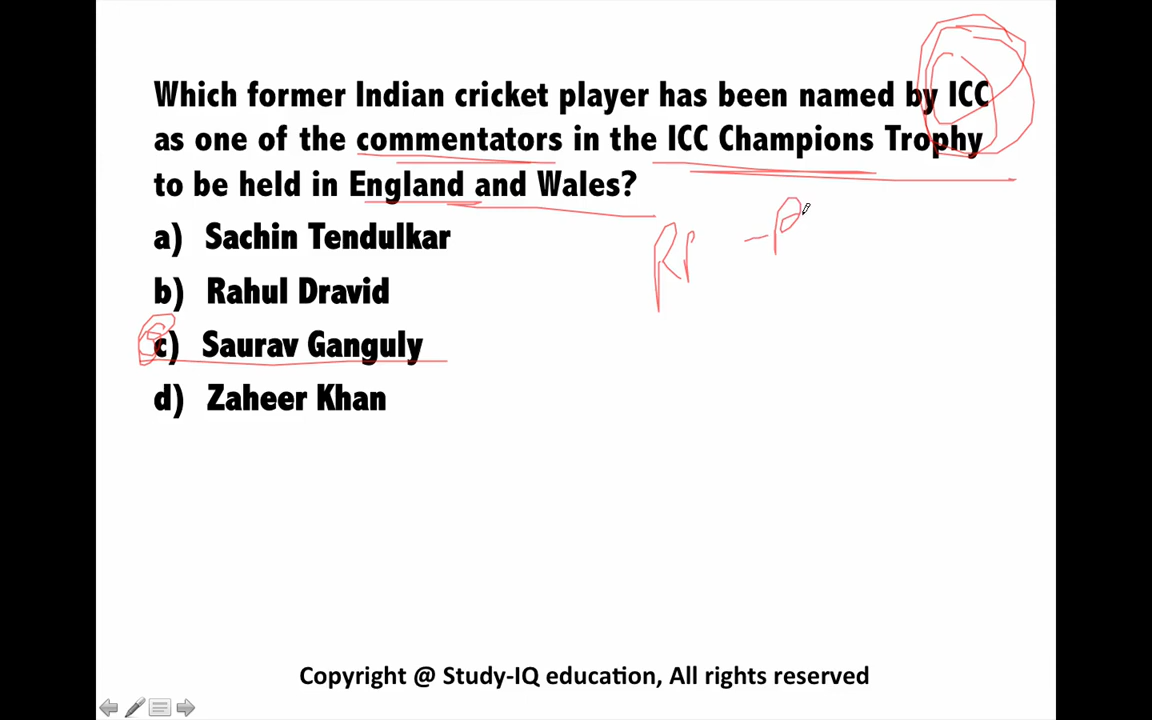 Which former Indian cricket player has been named by ICC
as one of the commentators in the ICC Champions Trophy
to be held in England and Wales?
a) Sachin Tendulkar
b) Rahul Dravid
c) Saurav Ganguly
d) Zaheer Khan
Copyright @ Study-IQ education, All rights reserved